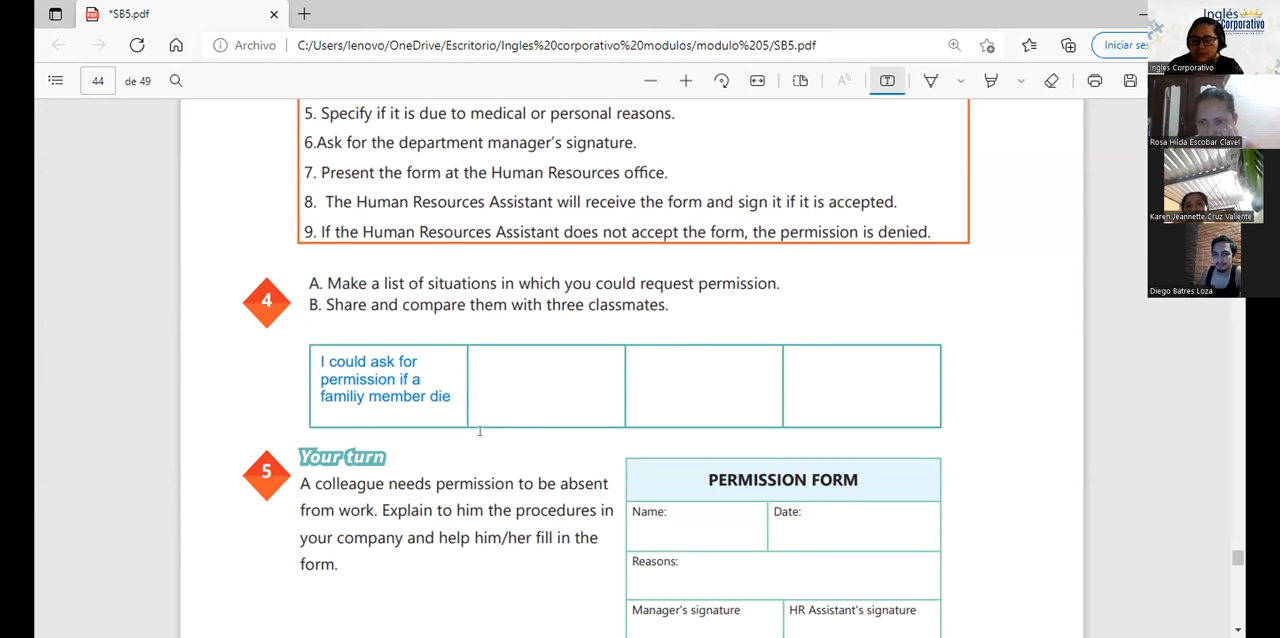 *SB5.pdf
Archivo
C:/Users/lenovo/OneDrive/Escritorio/Ingles%20corporativo%20modulos/modulo%205/SB5.pdf
Iniciar ses
44 de 49
5. Specify if it is due to medical or personal reasons.
6.Ask for the department manager's signature.
7. Present the form at the Human Resources office.
8. The Human Resources Assistant will receive the form and sign it if it is accepted.
9. If the Human Resources Assistant does not accept the form, the permission is denied.
4
A. Make a list of situations in which you could request permission.
B. Share and compare them with three classmates.
I could ask for
permission if a
familiy member die
5
Your turn
A colleague needs permission to be absent
from work. Explain to him the procedures in
your company and help him/her fill in the
form.
PERMISSION FORM
Name:
Date:
Reasons:
Manager's signature
HR Assistant's signature
Inglés
Corporativo
Ingles Corporativo
Rosa Hilda Escobar Clavel
Karen Jeannette Cruz Valiente
Diego Batres Loza